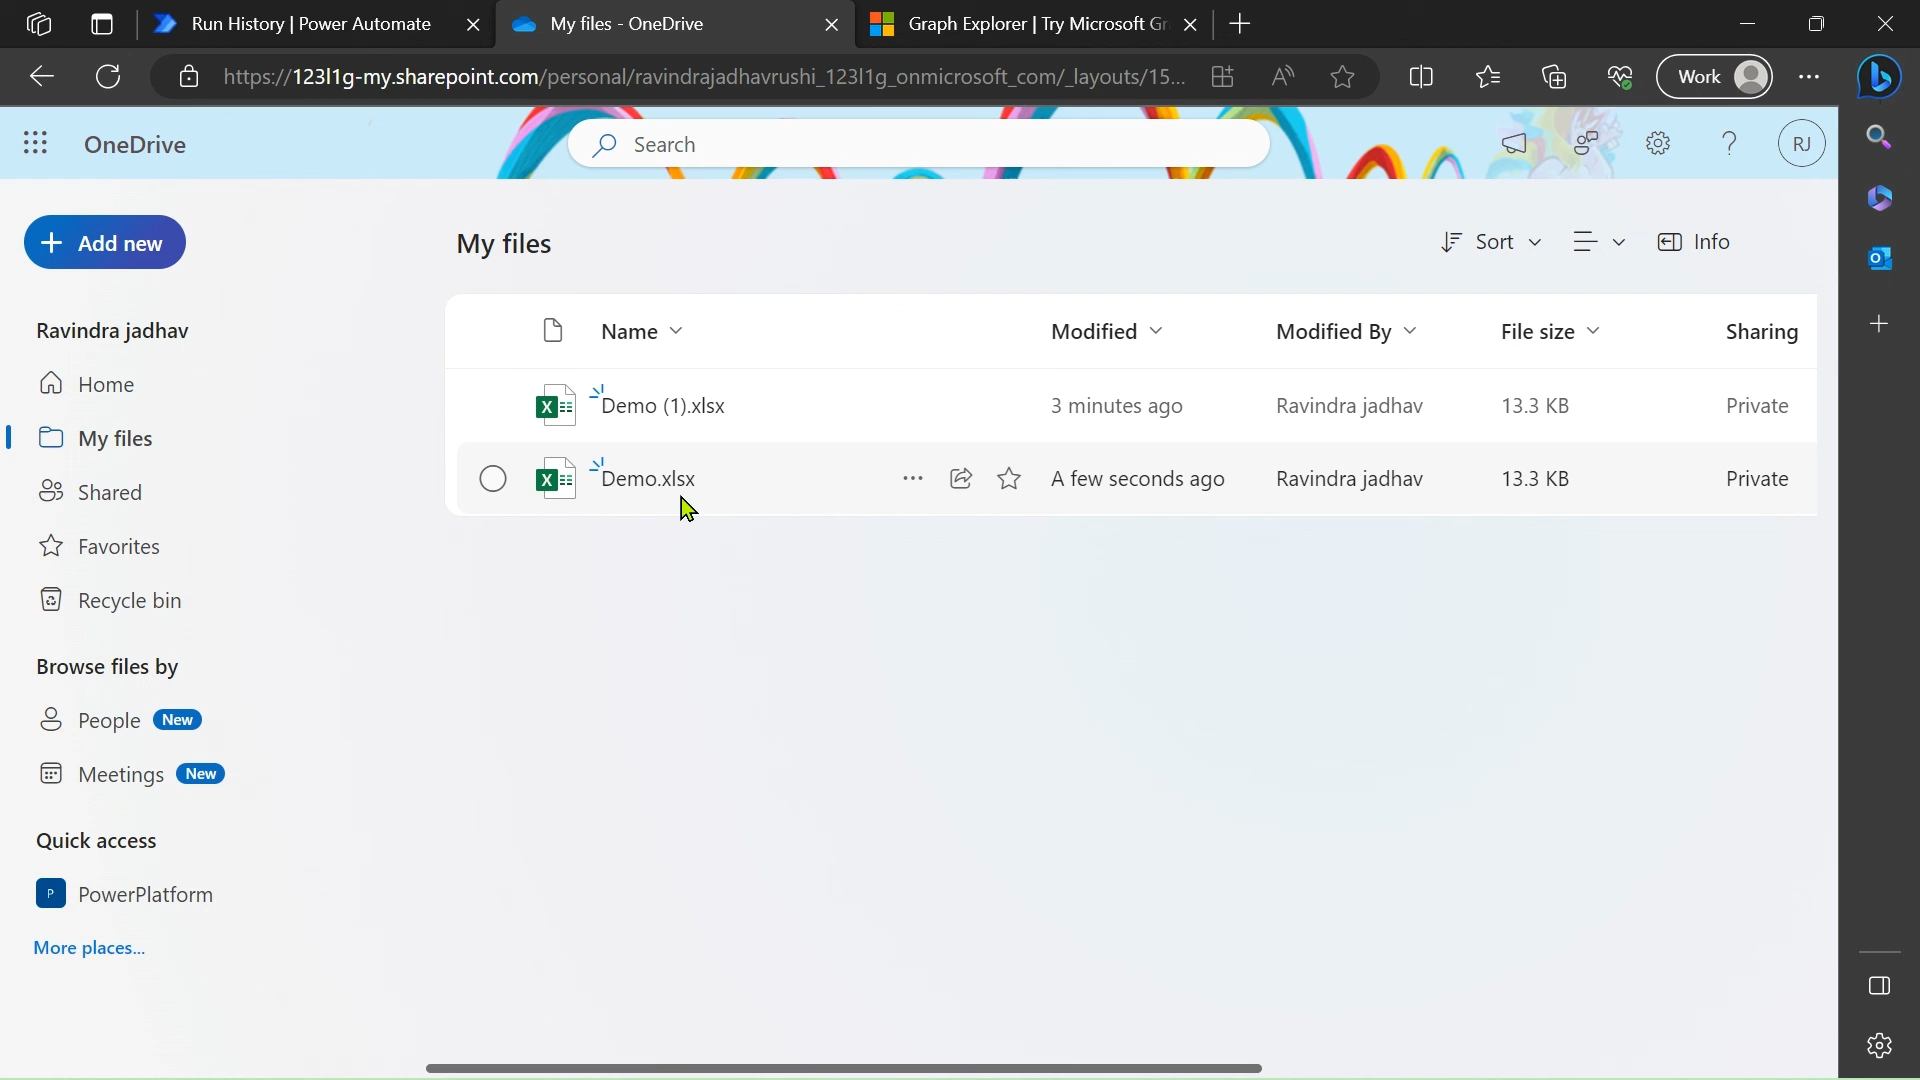 Run History | Power Automate
My files - OneDrive
Graph Explorer | Try Microsoft Gr
https://123l1g-my.sharepoint.com/personal/ravindrajadhavrushi_123l1g_onmicrosoft_com/_layouts/15...
Work
OneDrive
Search
RJ
Add new
My files
Sort
Info
Ravindra jadhav
Name
Modified
Modified By
File size
Sharing
Home
Demo (1).xlsx
3 minutes ago
Ravindra jadhav
13.3 KB
Private
My files
Demo.xlsx
A few seconds ago
Ravindra jadhav
13.3 KB
Private
Shared
Favorites
Recycle bin
Browse files by
People New
Meetings New
Quick access
P PowerPlatform
More places...